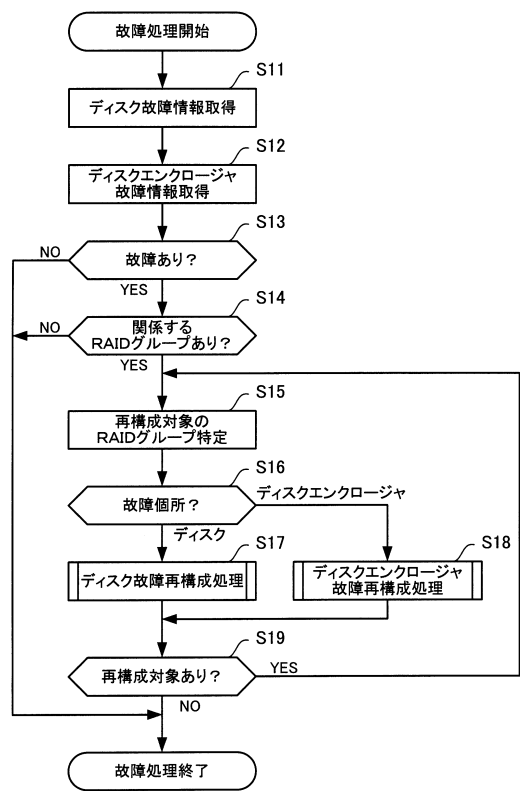 故障処理開始
S11
ディスク故障情報取得
S12
ディスクエンクロージャ
故障情報取得
S13
故障あり？
NO
YES
S14
関係する
RAIDグループあり？
NO
YES
S15
再構成対象の
RAIDグループ特定
S16
故障個所？
ディスクエンクロージャ
ディスク
S17
ディスク故障再構成処理
S18
ディスクエンクロージャ
故障再構成処理
S19
再構成対象あり？
YES
NO
故障処理終了